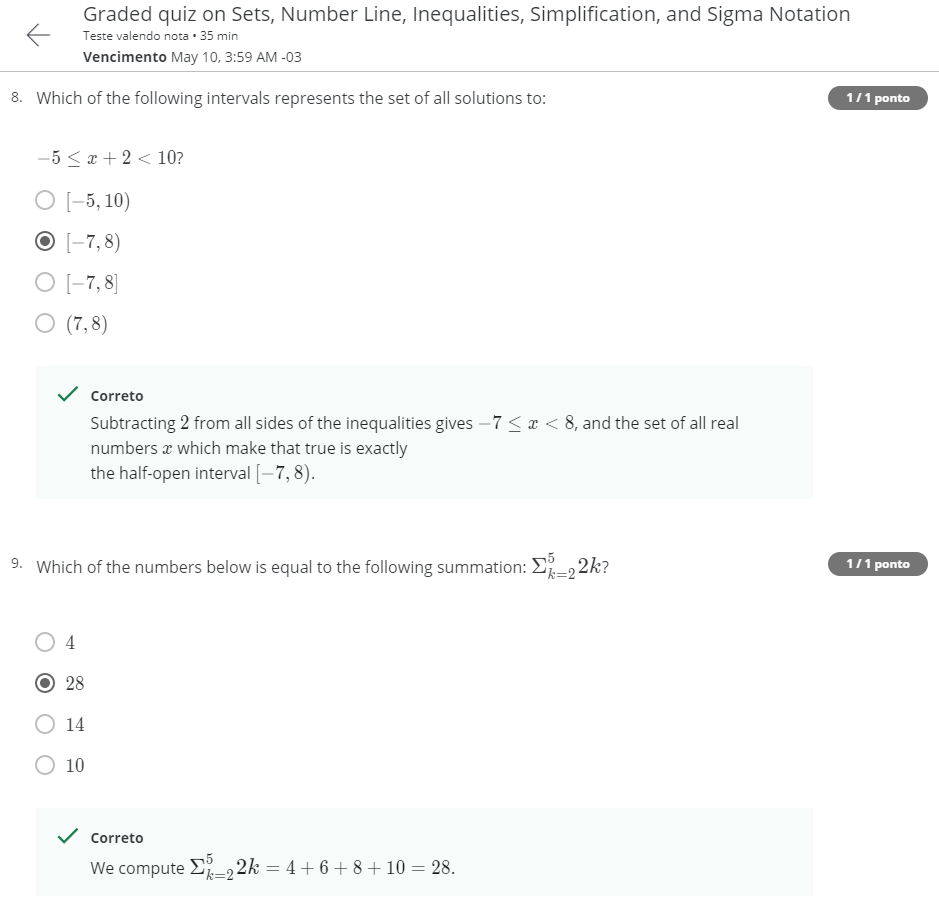 Graded quiz on Sets, Number Line, Inequalities, Simplification, and Sigma Notation
Teste valendo nota • 35 min
Vencimento May 10, 3:59 AM -03
8. Which of the following intervals represents the set of all solutions to:
1 / 1 ponto
−5 ≤ x + 2 < 10?
[−5, 10)
[−7, 8)
[−7, 8]
(7, 8)
Correto
Subtracting 2 from all sides of the inequalities gives −7 ≤ x < 8, and the set of all real
numbers x which make that true is exactly
the half-open interval [−7, 8).
9. Which of the numbers below is equal to the following summation: Σ_{k=2}^{5} 2k?
1 / 1 ponto
4
28
14
10
Correto
We compute Σ_{k=2}^{5} 2k = 4 + 6 + 8 + 10 = 28.